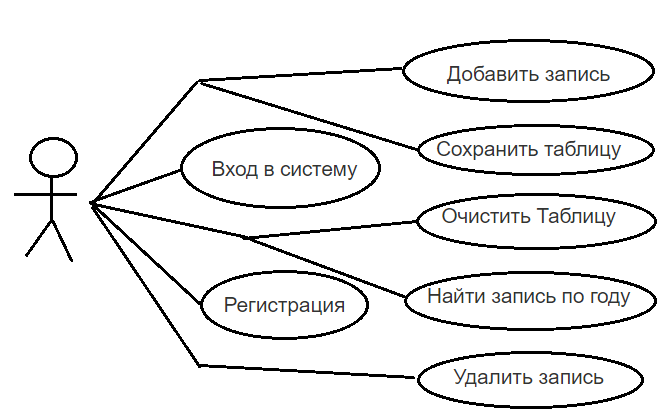 Добавить запись
Сохранить таблицу
Вход в систему
Очистить Таблицу
Найти запись по году
Регистрация
Удалить запись